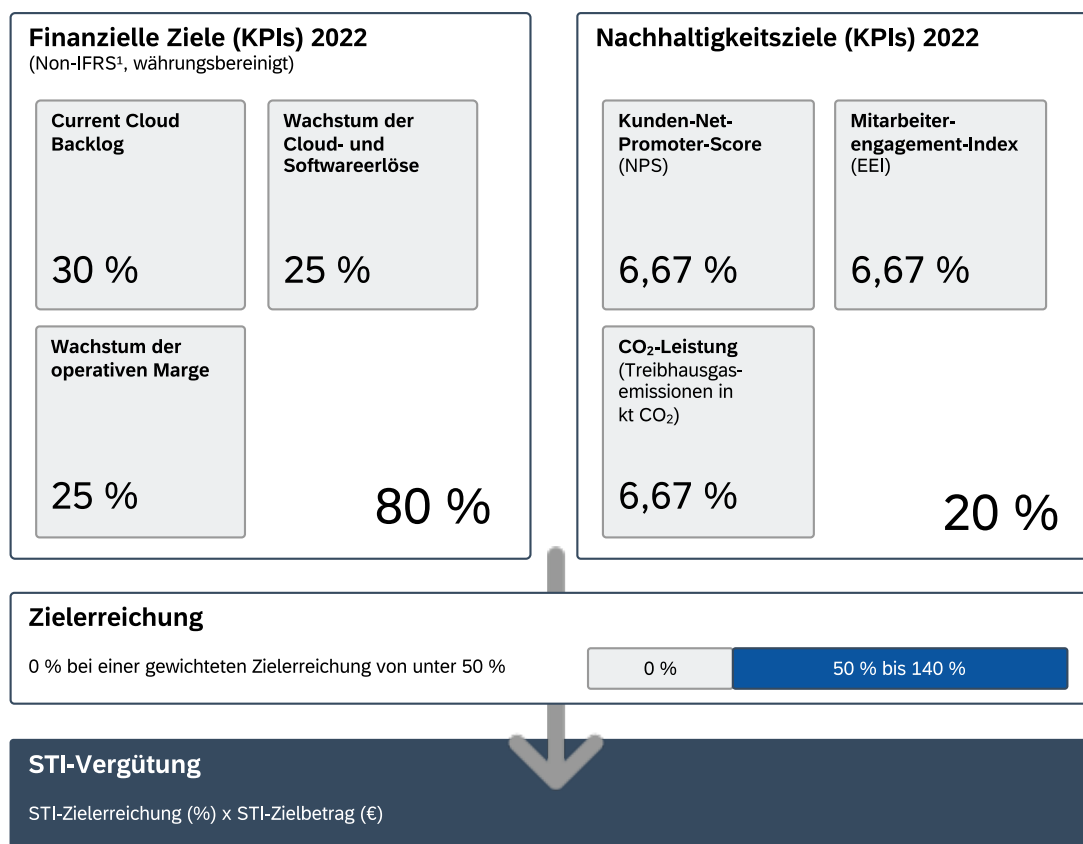 Finanzielle Ziele (KPIs) 2022
(Non-IFRS¹, währungsbereinigt)
Current Cloud
Backlog
30 %
Wachstum der
Cloud- und
Softwareerlöse
25 %
Wachstum der
operativen Marge
25 %
80 %
Nachhaltigkeitsziele (KPIs) 2022
Kunden-Net-
Promoter-Score
(NPS)
6,67 %
Mitarbeiter-
engagement-Index
(EEI)
6,67 %
CO₂-Leistung
(Treibhausgas-
emissionen in
kt CO₂)
6,67 %
20 %
Zielerreichung
0 % bei einer gewichteten Zielerreichung von unter 50 %
0 %
50 % bis 140 %
STI-Vergütung
STI-Zielerreichung (%) x STI-Zielbetrag (€)